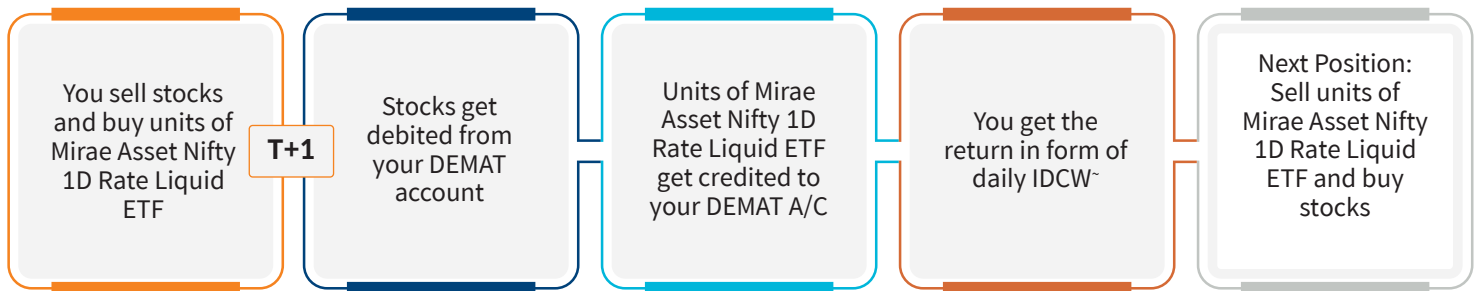 You sell stocks
and buy units of
Mirae Asset Nifty
1D Rate Liquid
ETF
T+1
Stocks get
debited from
your DEMAT
account
Units of Mirae
Asset Nifty 1D
Rate Liquid ETF
get credited to
your DEMAT A/C
You get the
return in form of
daily IDCW~
Next Position:
Sell units of
Mirae Asset Nifty
1D Rate Liquid
ETF and buy
stocks